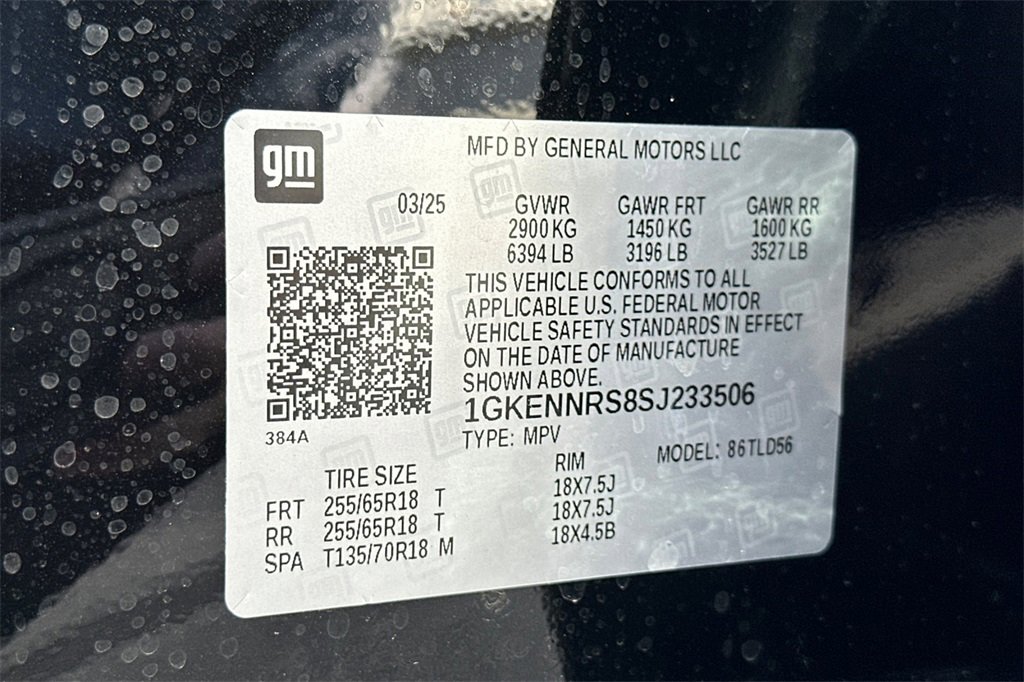 gm
MFD BY GENERAL MOTORS LLC
03/25
GVWR GAWR FRT GAWR RR
2900 KG 1450 KG 1600 KG
6394 LB 3196 LB 3527 LB
THIS VEHICLE CONFORMS TO ALL
APPLICABLE U.S. FEDERAL MOTOR
VEHICLE SAFETY STANDARDS IN EFFECT
ON THE DATE OF MANUFACTURE
SHOWN ABOVE.
1GKENNRS8SJ233506
384A
TYPE: MPV MODEL: 86TLD56
TIRE SIZE RIM
FRT 255/65R18 T 18X7.5J
RR 255/65R18 T 18X7.5J
SPA T135/70R18 M 18X4.5B